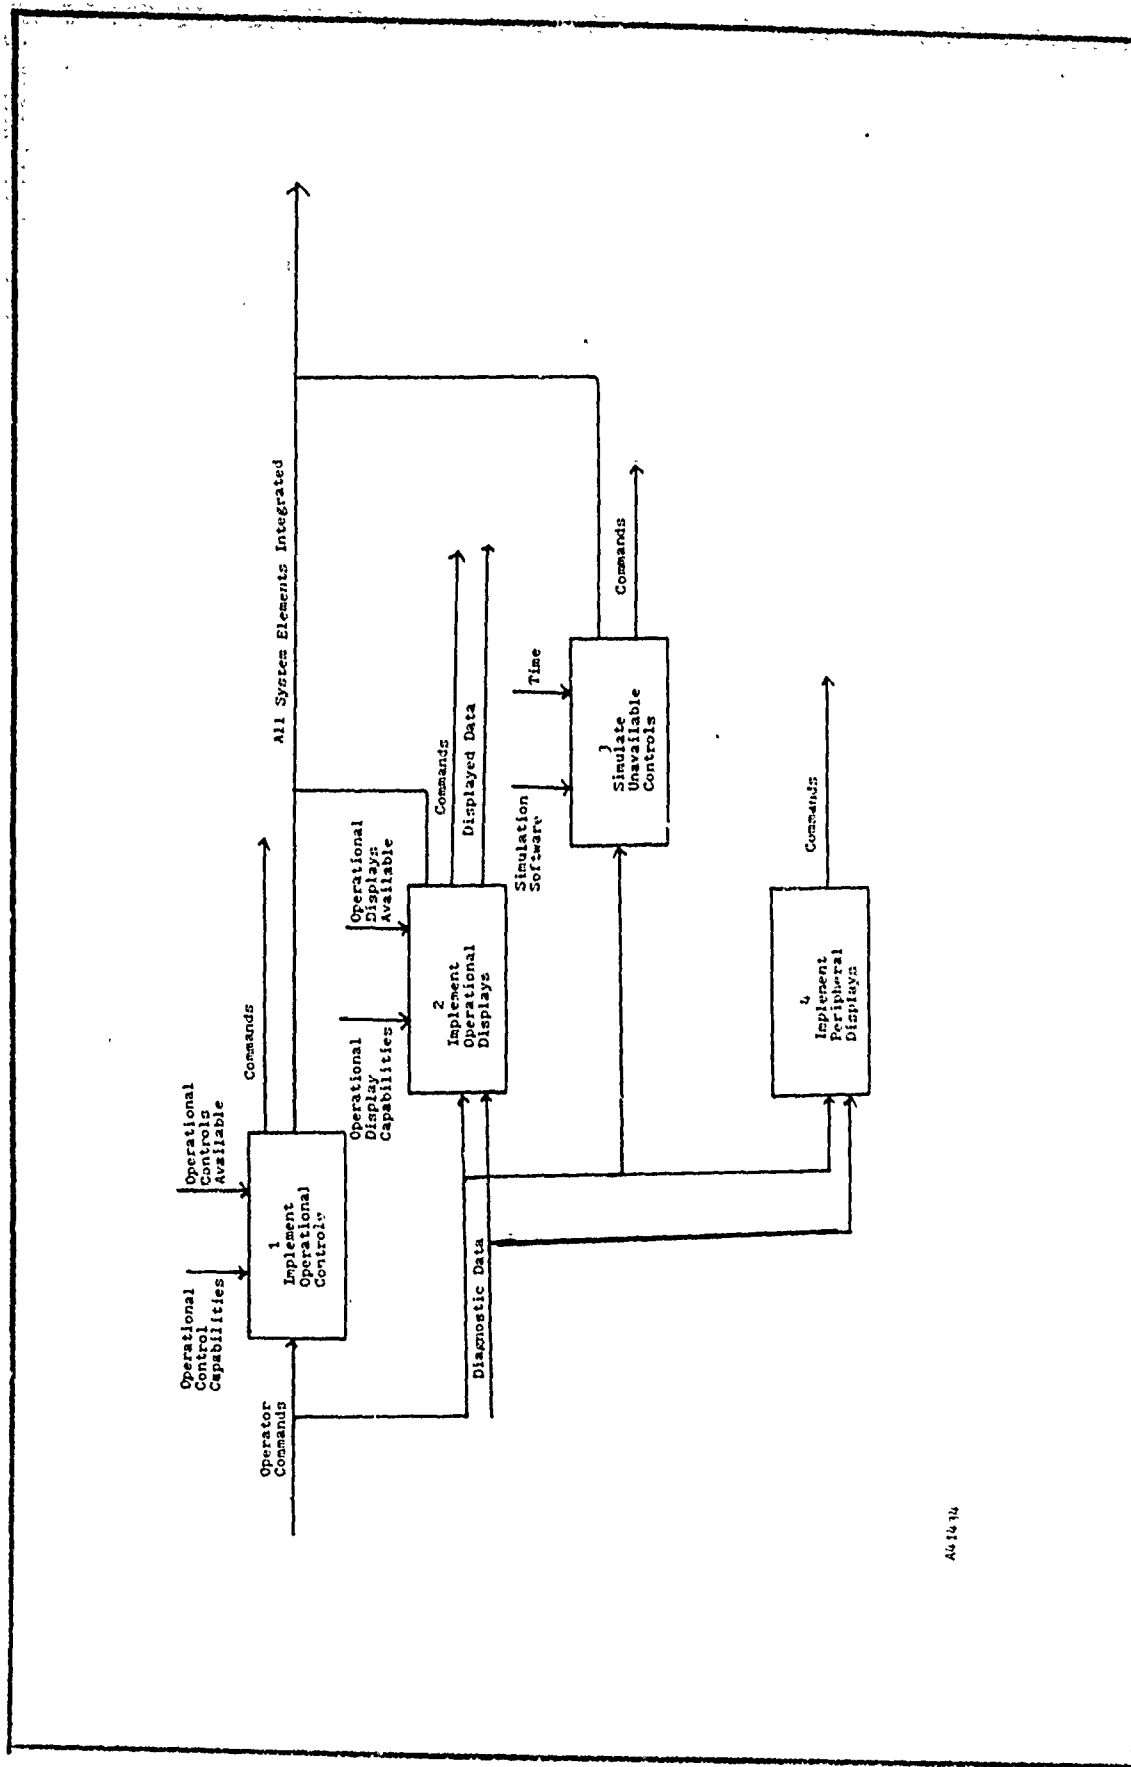 Operator
Commands
Operational
Control
Capabilities
Operational
Controls
Available
1
Implement
Operational
Controls
Commands
All System Elements Integrated
Diagnostic Data
Operational
Display
Capabilities
Operational
Displays
Available
2
Implement
Operational
Displays
Commands
Displayed Data
Simulation
Software
Time
3
Simulate
Unavailable
Controls
Commands
4
Implement
Peripheral
Displays
Commands